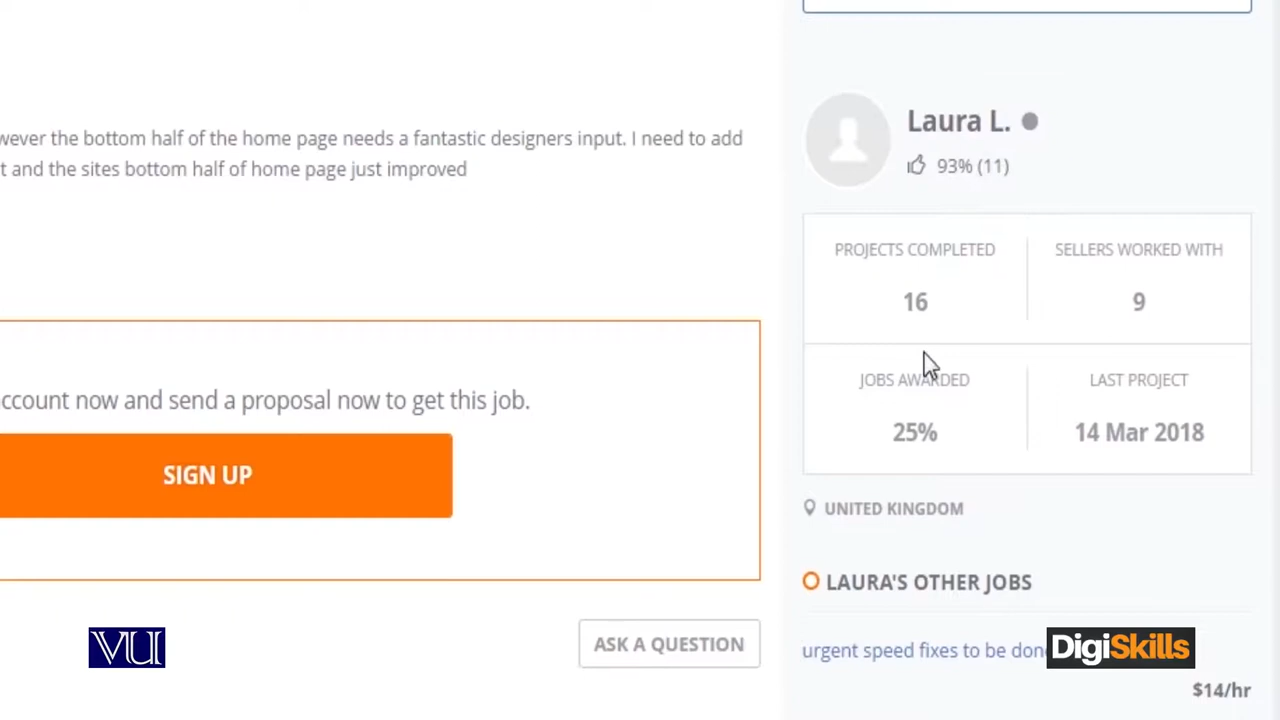 wever the bottom half of the home page needs a fantastic designers input. I need to add
t and the sites bottom half of home page just improved
ccount now and send a proposal now to get this job.
SIGN UP
ASK A QUESTION
Laura L.
93% (11)
PROJECTS COMPLETED
16
SELLERS WORKED WITH
9
JOBS AWARDED
25%
LAST PROJECT
14 Mar 2018
UNITED KINGDOM
LAURA'S OTHER JOBS
urgent speed fixes to be done
$14/hr
VU
DigiSkills